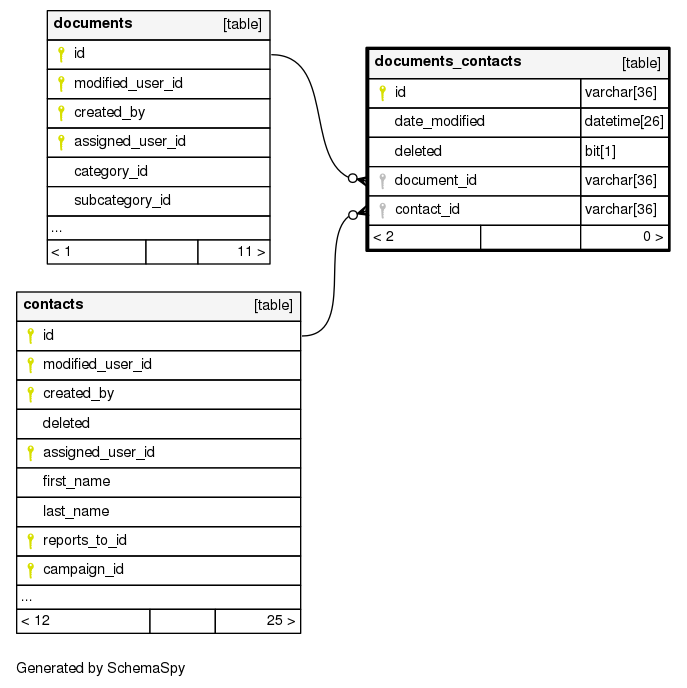 documents [table]
id
modified_user_id
created_by
assigned_user_id
category_id
subcategory_id
...
< 1 11 >
documents_contacts [table]
id varchar[36]
date_modified datetime[26]
deleted bit[1]
document_id varchar[36]
contact_id varchar[36]
< 2 0 >
contacts [table]
id
modified_user_id
created_by
deleted
assigned_user_id
first_name
last_name
reports_to_id
campaign_id
...
< 12 25 >
Generated by SchemaSpy